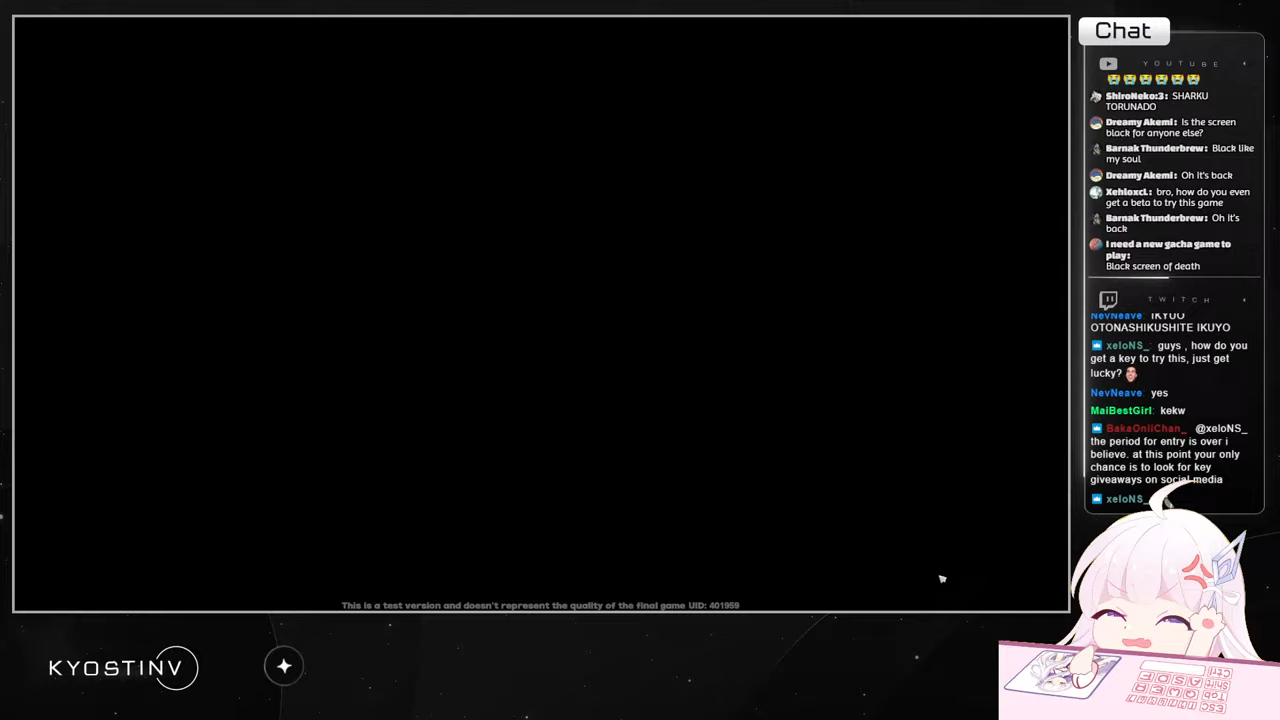 Chat
YOUTUBE
😭😭😭😭😭😭
ShiroNeko:3: SHARKU
TORUNADO
Dreamy Akemi: Is the screen
black for anyone else?
Barnak Thunderbrew: Black like
my soul
Dreamy Akemi: Oh it's back
XehloxcL: bro, how do you even
get a beta to try this game
Barnak Thunderbrew: Oh it's
back
I need a new gacha game to
play:
Black screen of death
TWITCH
NevNeave: IKYUO
OTONASHIKUSHITE IKUYO
xeloNS_: guys , how do you
get a key to try this, just get
lucky?
NevNeave: yes
MaiBestGirl: kekw
BakaOniiChan_: @xeloNS_
the period for entry is over i
believe. at this point your only
chance is to look for key
giveaways on social media
xeloNS_
This is a test version and doesn't represent the quality of the final game UID: 401959
KYOSTINV